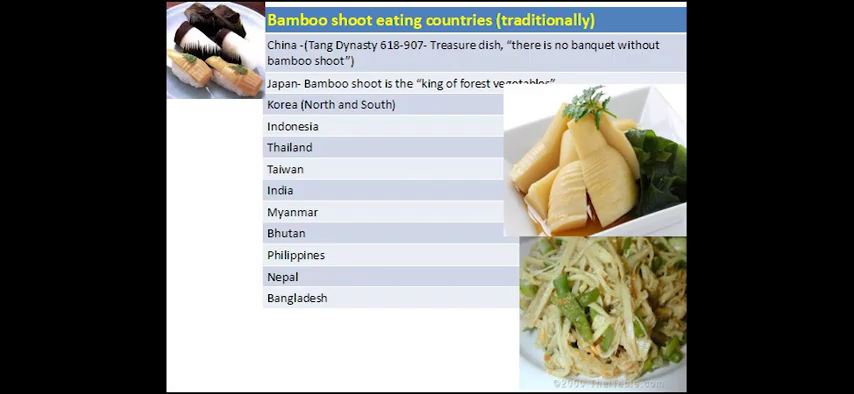 Bamboo shoot eating countries (traditionally)
China -(Tang Dynasty 618-907- Treasure dish, “there is no banquet without
bamboo shoot”)
Japan- Bamboo shoot is the “king of forest vegetables”
Korea (North and South)
Indonesia
Thailand
Taiwan
India
Myanmar
Bhutan
Philippines
Nepal
Bangladesh